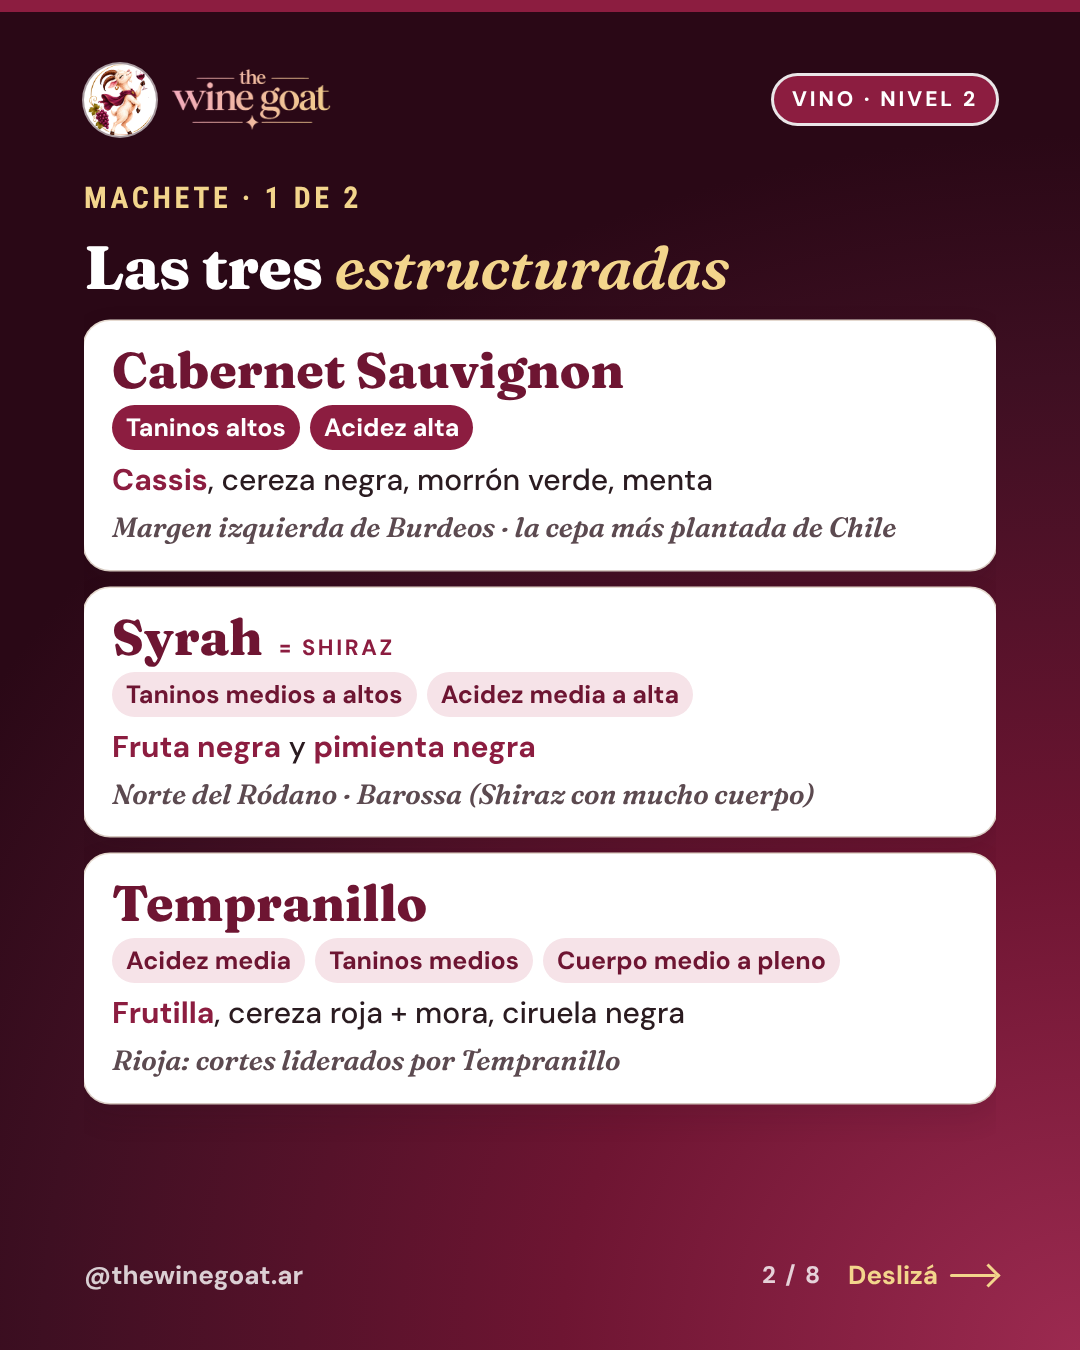 the
wine goat
VINO · NIVEL 2
MACHETE · 1 DE 2
Las tres estructuradas
Cabernet Sauvignon
Taninos altos Acidez alta
Cassis, cereza negra, morrón verde, menta
Margen izquierda de Burdeos · la cepa más plantada de Chile
Syrah = SHIRAZ
Taninos medios a altos Acidez media a alta
Fruta negra y pimienta negra
Norte del Ródano · Barossa (Shiraz con mucho cuerpo)
Tempranillo
Acidez media Taninos medios Cuerpo medio a pleno
Frutilla, cereza roja + mora, ciruela negra
Rioja: cortes liderados por Tempranillo
@thewinegoat.ar 2 / 8 Deslizá